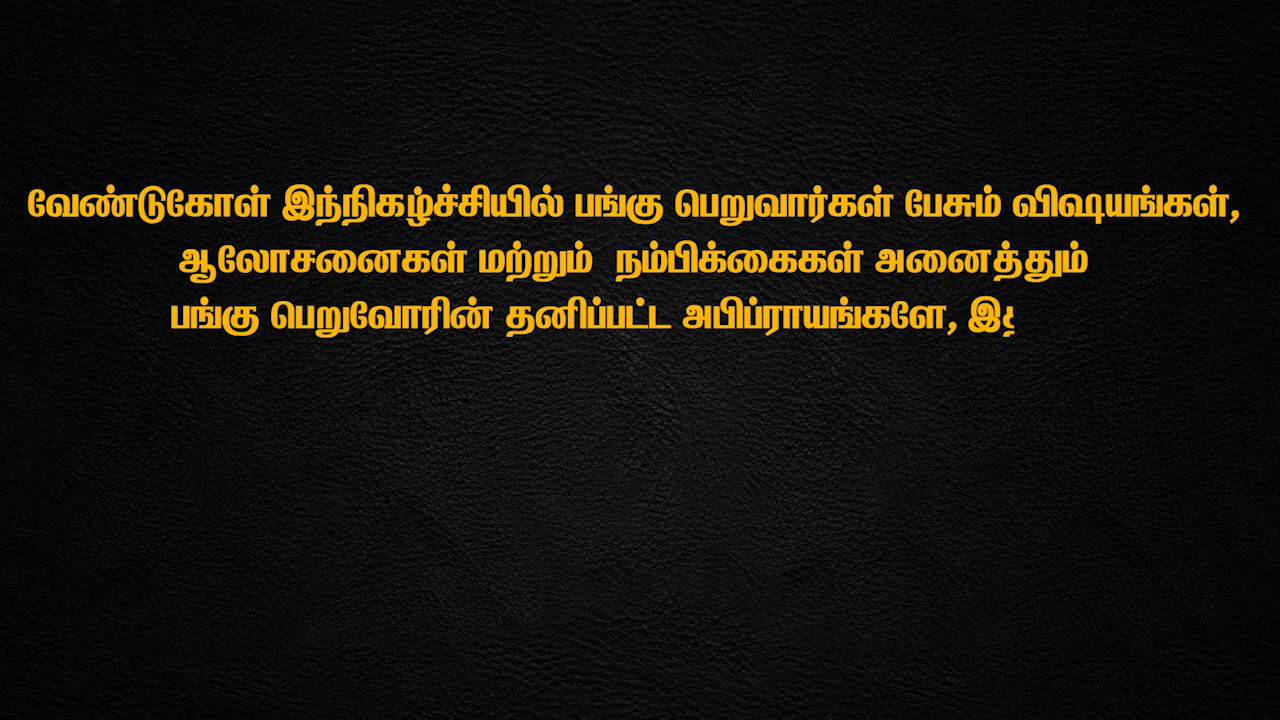 வேண்டுகோள் இந்நிகழ்ச்சியில் பங்கு பெறுவார்கள் பேசும் விஷயங்கள்,
ஆலோசனைகள் மற்றும் நம்பிக்கைகள் அனைத்தும்
பங்கு பெறுவோரின் தனிப்பட்ட அபிப்ராயங்களே,